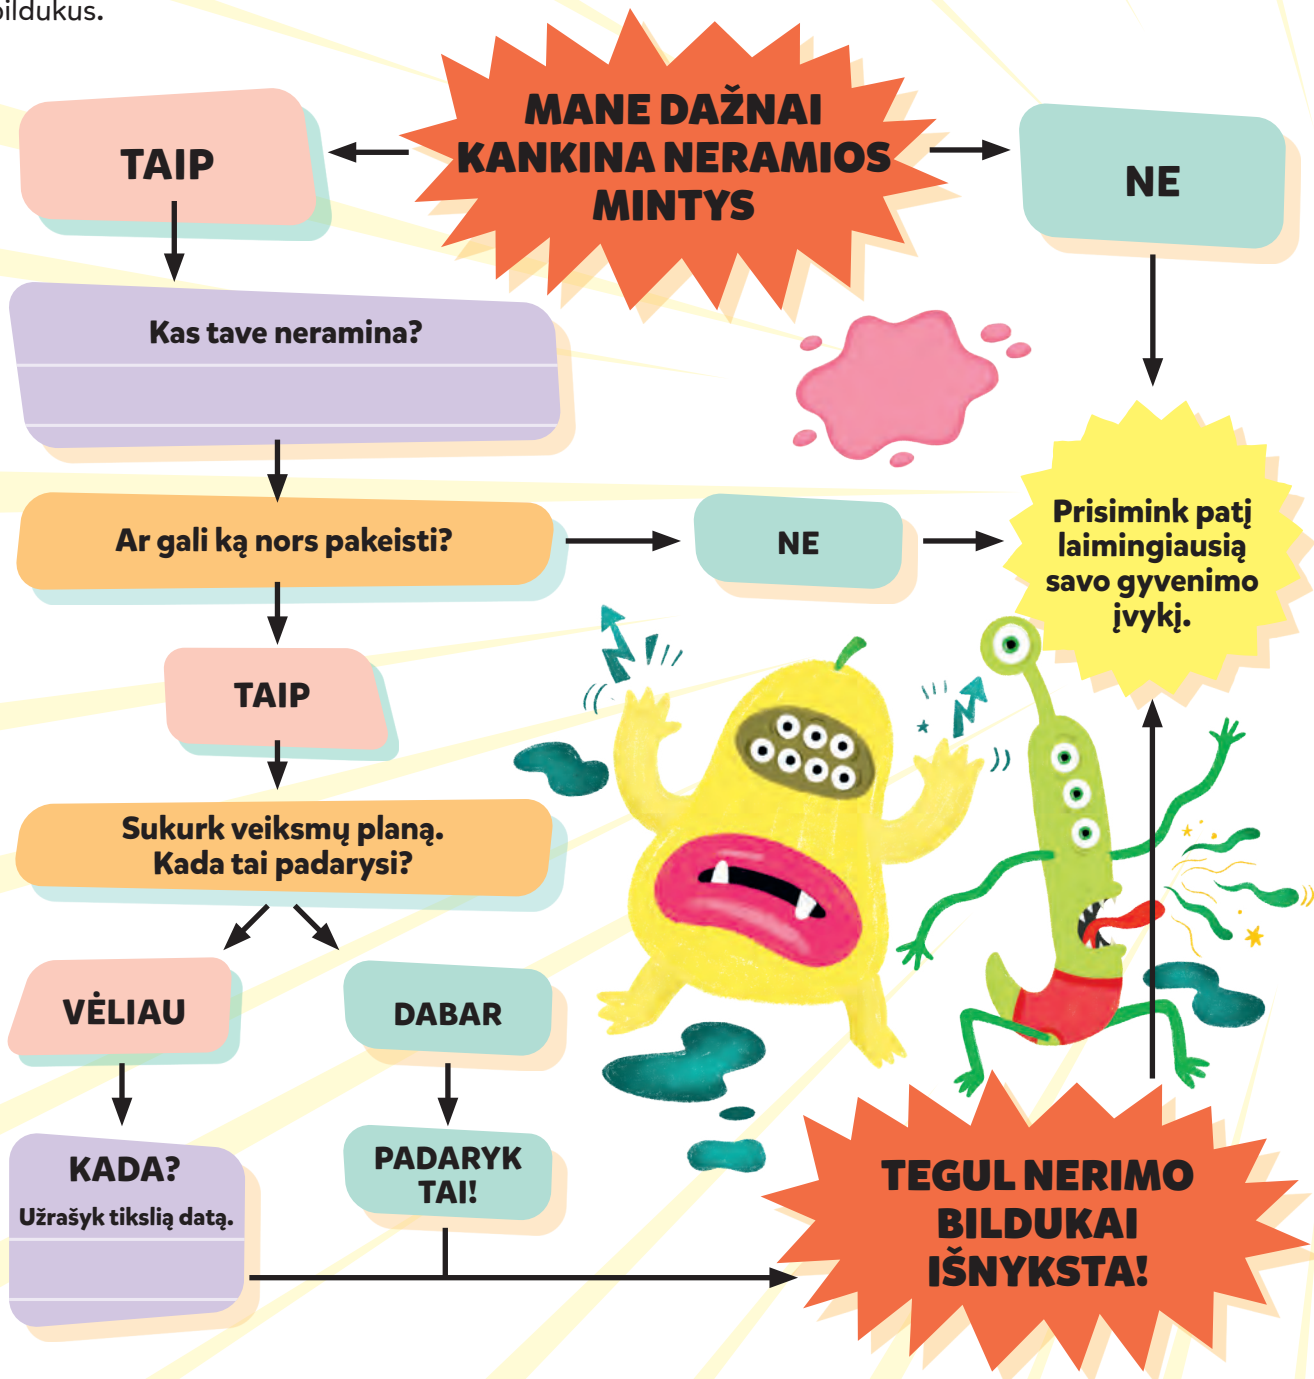 bildukus.
MANE DAŽNAI
KANKINA NERAMIOS
MINTYS
TAIP
NE
Kas tave neramina?
Ar gali ką nors pakeisti?
NE
Prisimink patį
laimingiausią
savo gyvenimo
įvykį.
TAIP
Sukurk veiksmų planą.
Kada tai padarysi?
VĖLIAU
DABAR
KADA?
Užrašyk tikslią datą.
PADARYK
TAI!
TEGUL NERIMO
BILDUKAI
IŠNYKSTA!